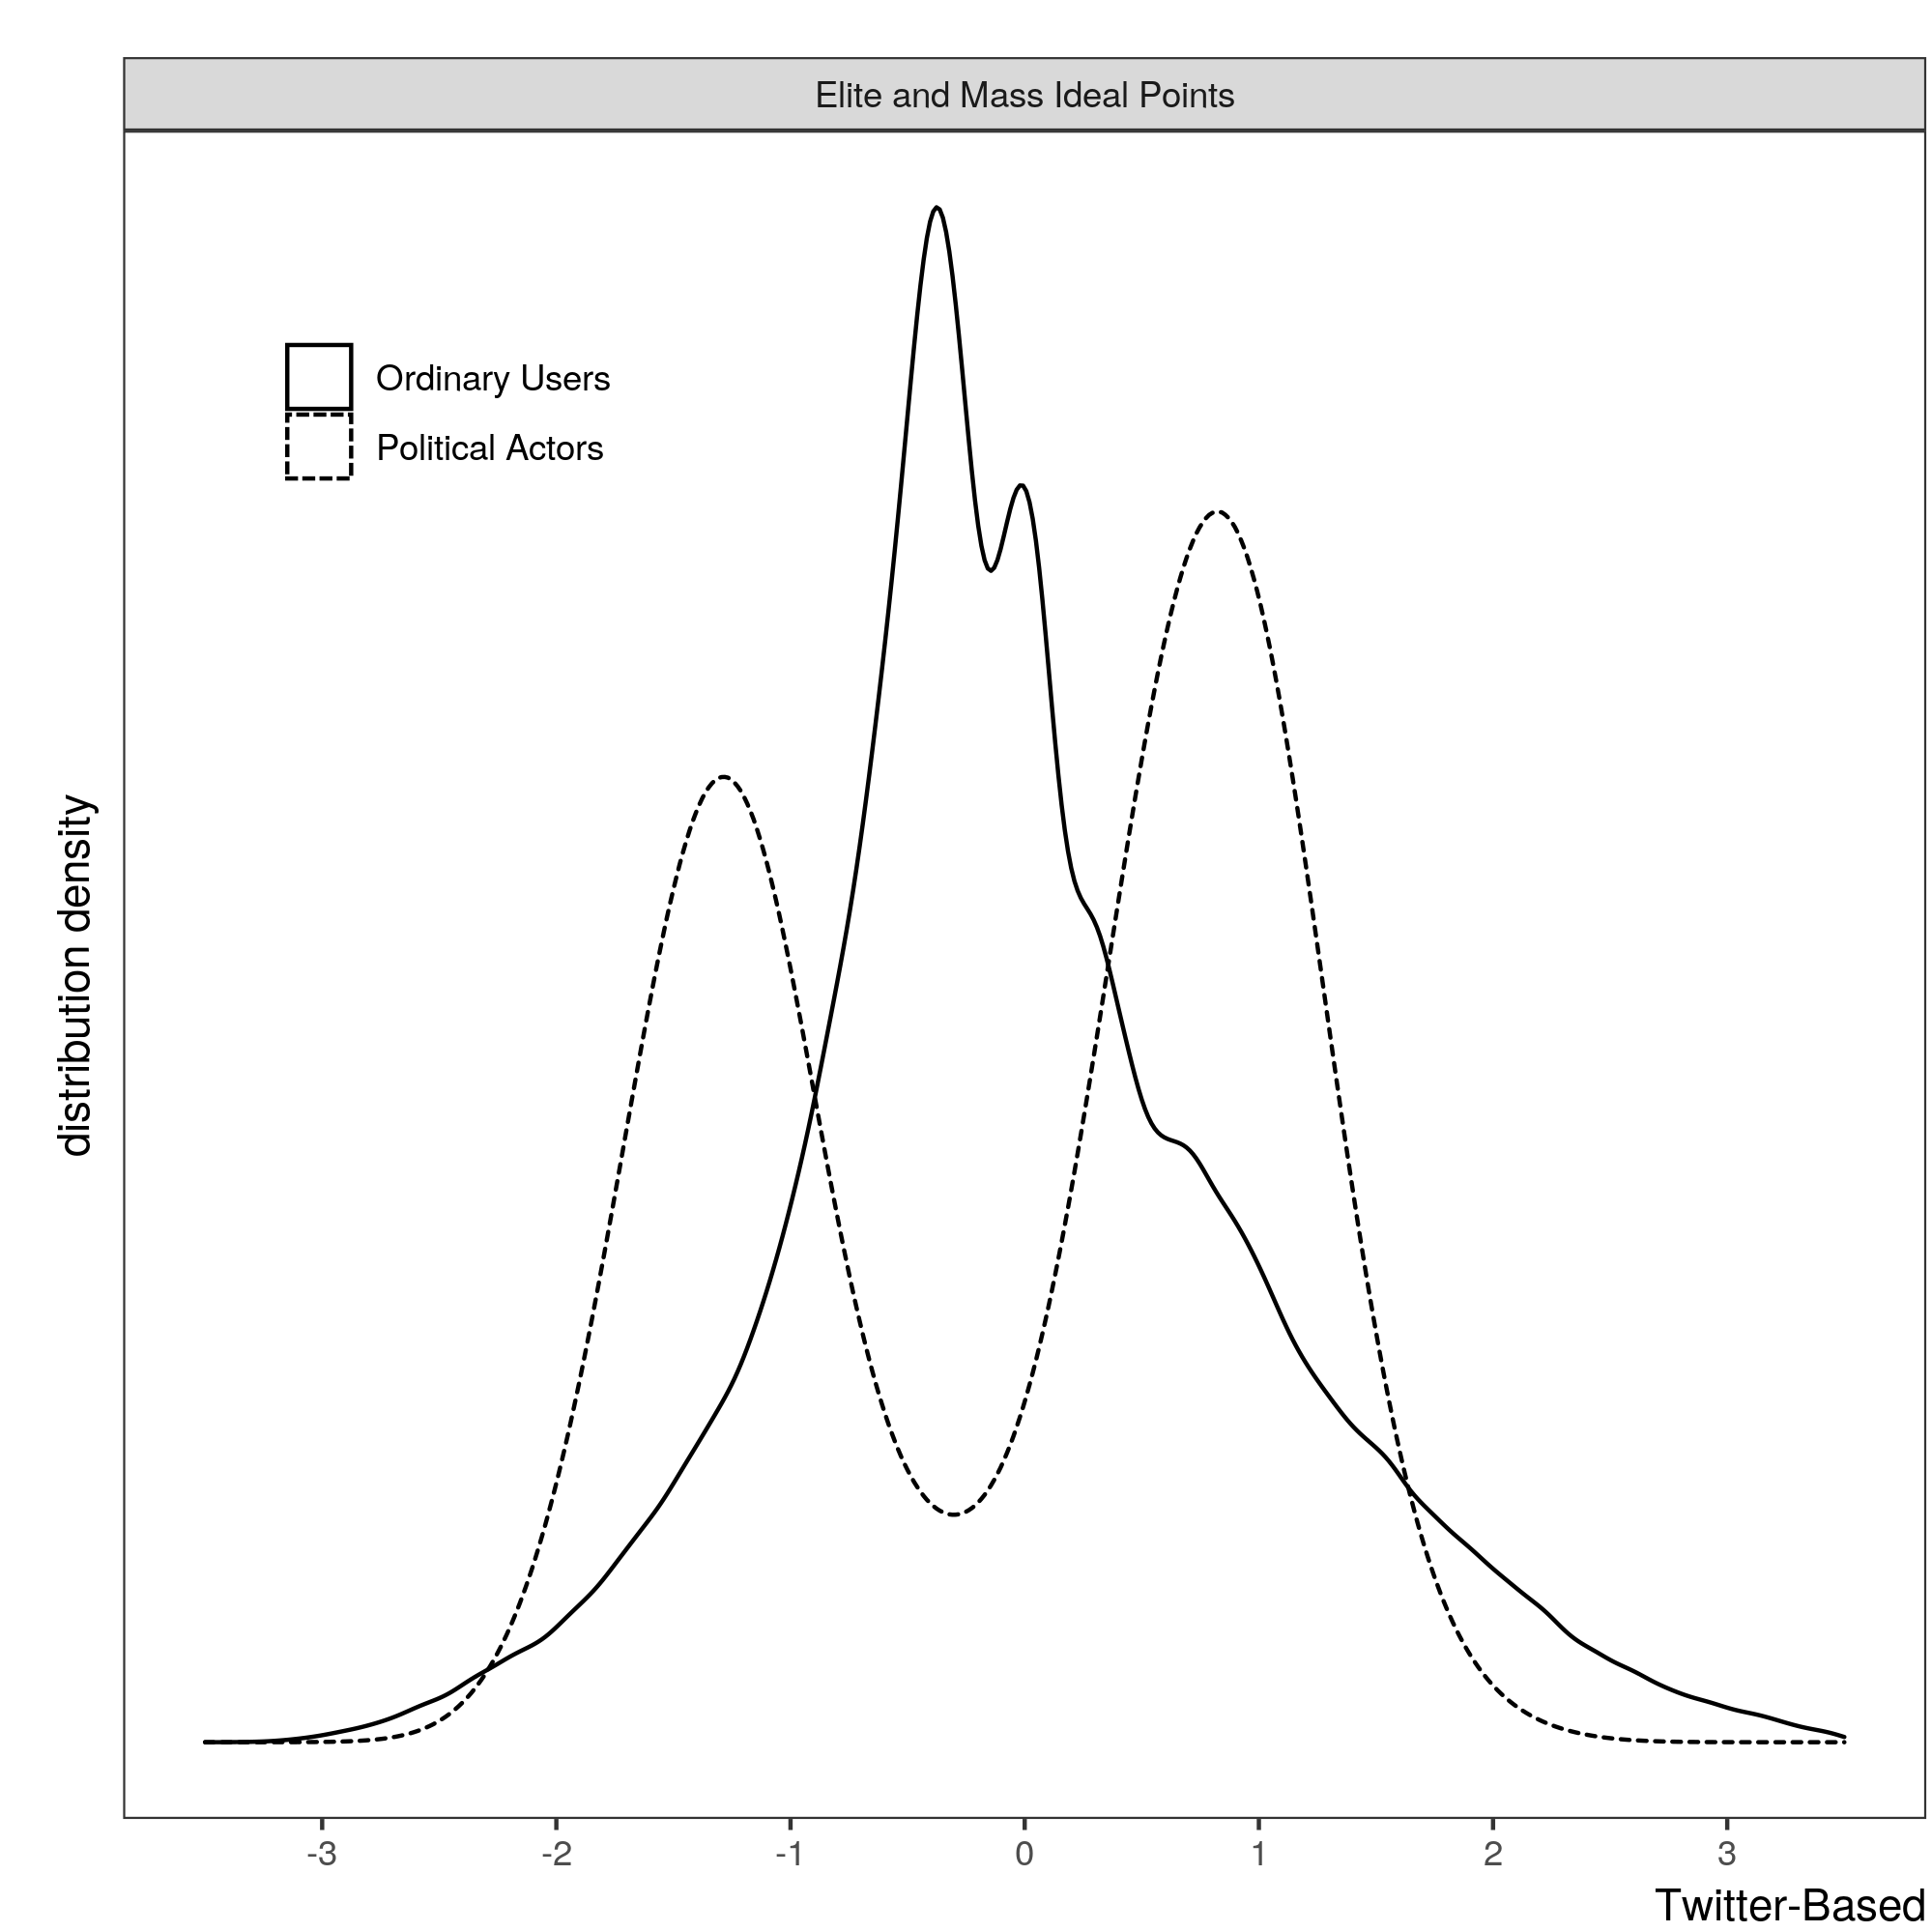 Elite and Mass Ideal Points
Ordinary Users
Political Actors
distribution density
-3 -2 -1 0 1 2 3
Twitter-Based